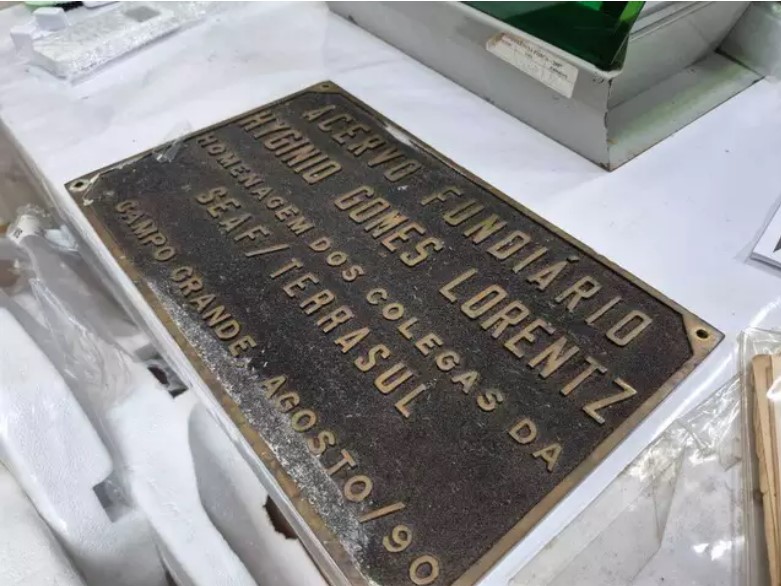 ACERVO FUNDIÁRIO
HYGINIO GOMES LORENTZ
HOMENAGEM DOS COLEGAS DA
SEAF/TERRASUL
CAMPO GRANDE, AGOSTO/90